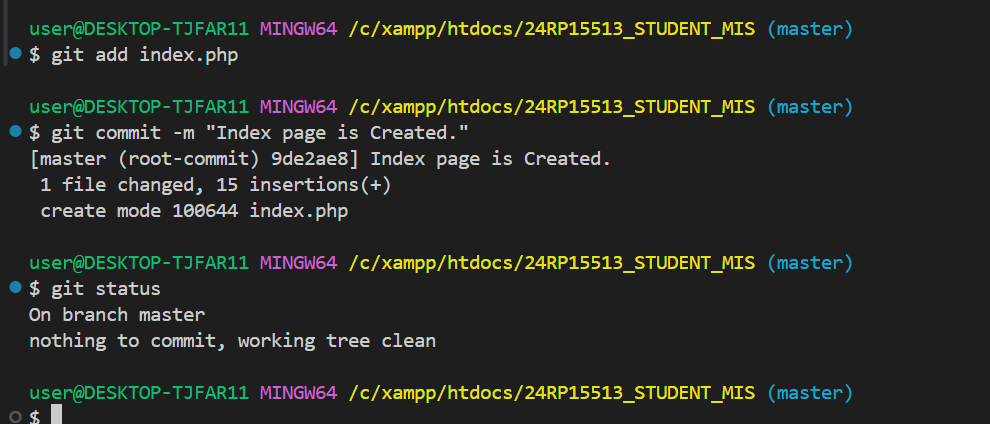 user@DESKTOP-TJFAR11 MINGW64 /c/xampp/htdocs/24RP15513_STUDENT_MIS (master)
$ git add index.php
user@DESKTOP-TJFAR11 MINGW64 /c/xampp/htdocs/24RP15513_STUDENT_MIS (master)
$ git commit -m "Index page is Created."
[master (root-commit) 9de2ae8] Index page is Created.
 1 file changed, 15 insertions(+)
 create mode 100644 index.php
user@DESKTOP-TJFAR11 MINGW64 /c/xampp/htdocs/24RP15513_STUDENT_MIS (master)
$ git status
On branch master
nothing to commit, working tree clean
user@DESKTOP-TJFAR11 MINGW64 /c/xampp/htdocs/24RP15513_STUDENT_MIS (master)
$